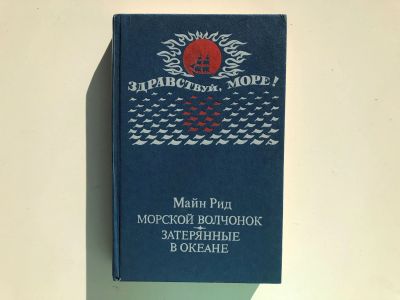 ЗДРАВСТВУЙ, МОРЕ!
Майн Рид
МОРСКОЙ ВОЛЧОНОК
ЗАТЕРЯННЫЕ
В ОКЕАНЕ